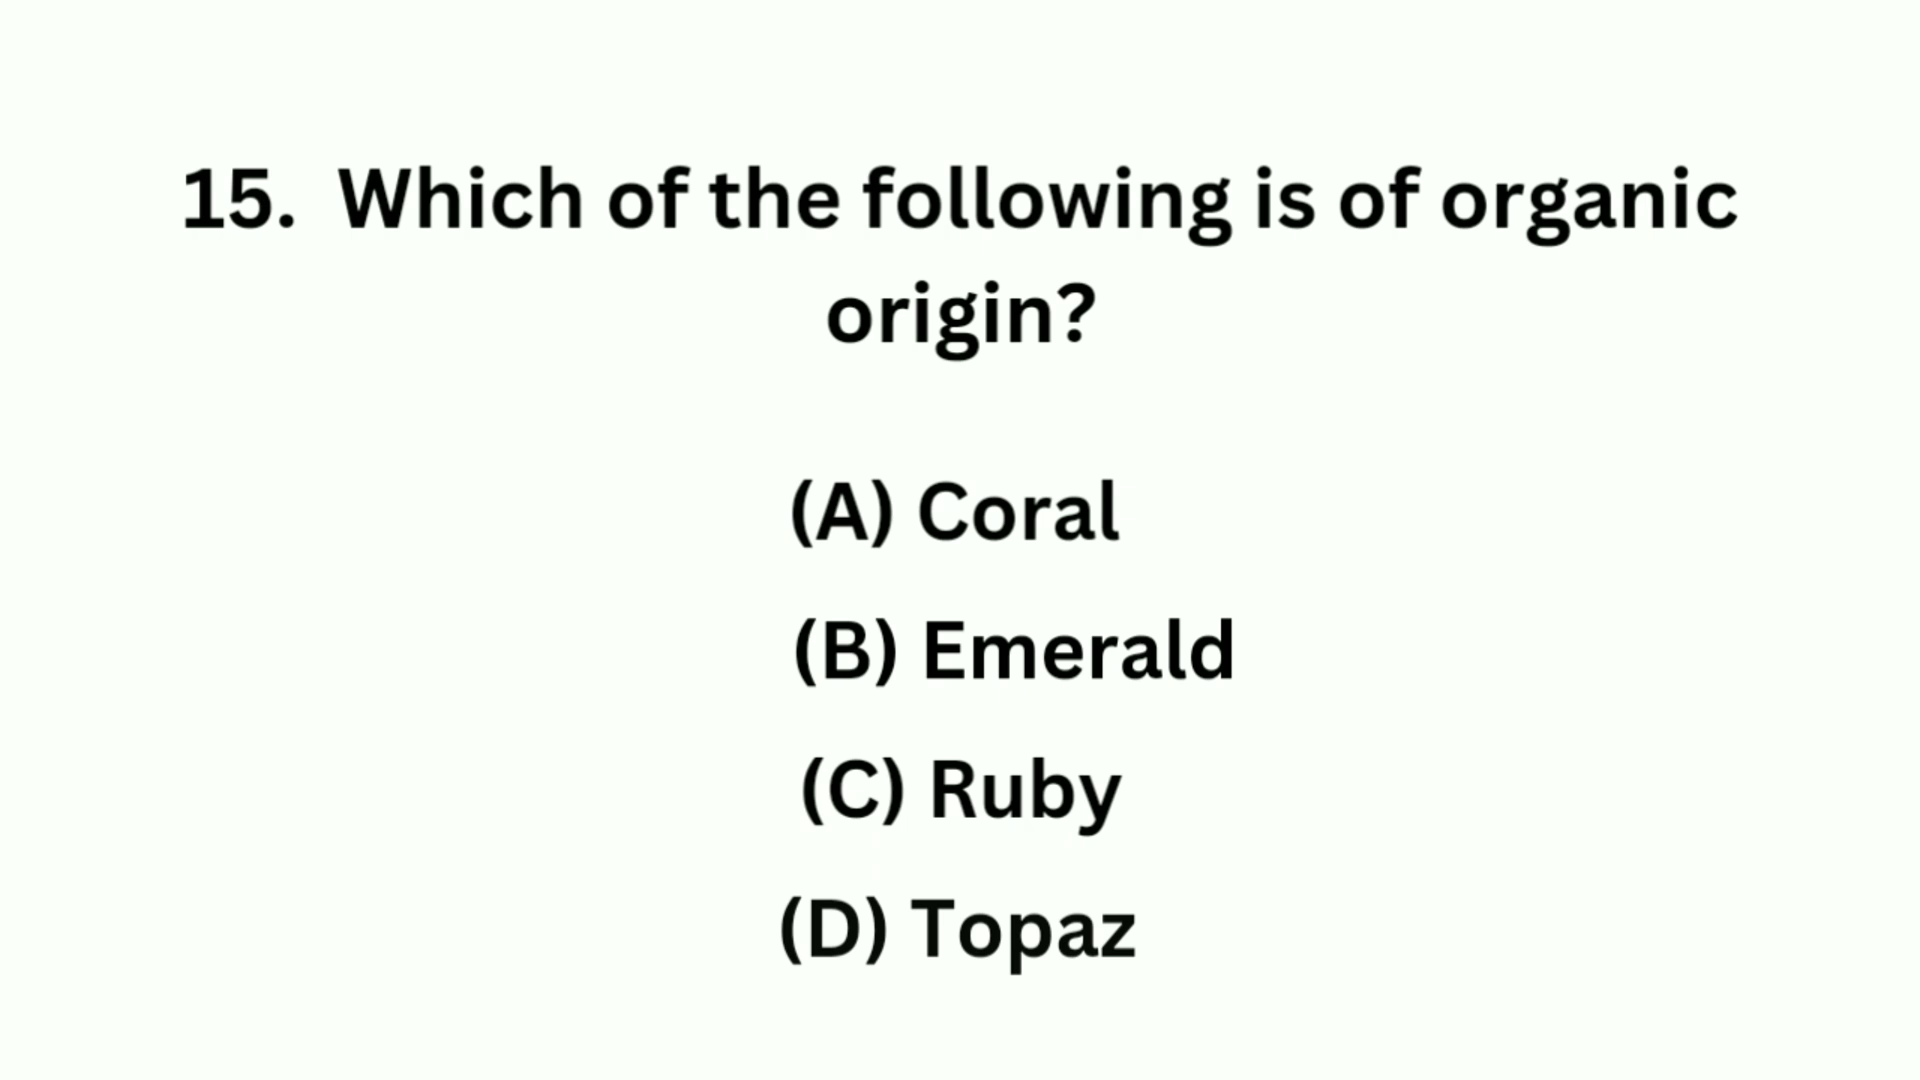 15. Which of the following is of organic
origin?
(A) Coral
(B) Emerald
(C) Ruby
(D) Topaz